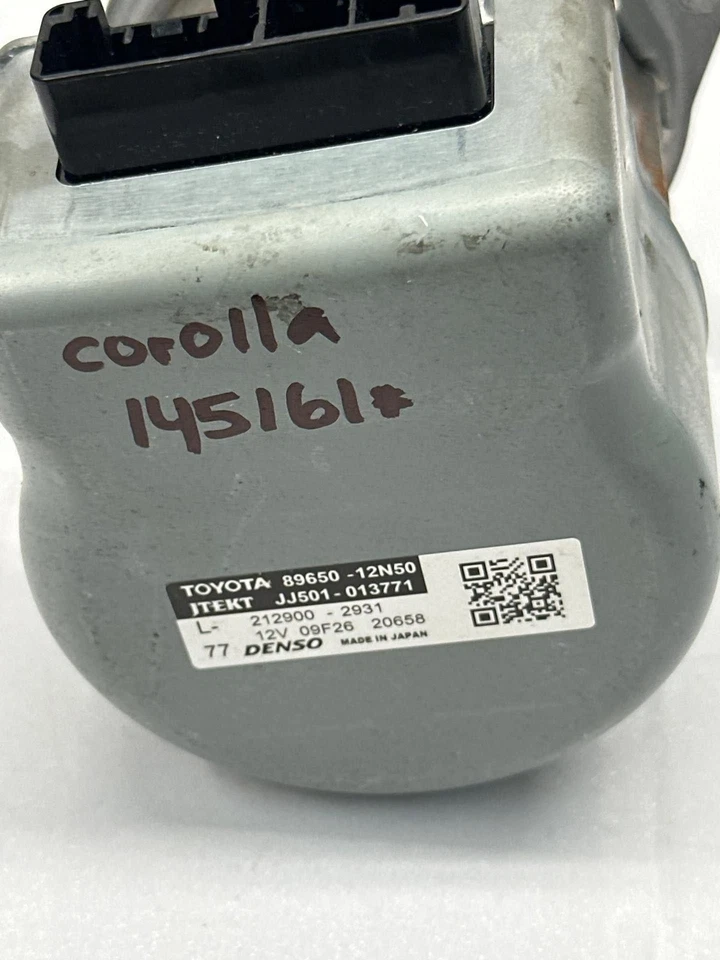 corolla
145161*
TOYOTA 89650-12N50
JTEKT JJ501-013771
L- 212900-2931
12V 09F26 20658
77 DENSO MADE IN JAPAN